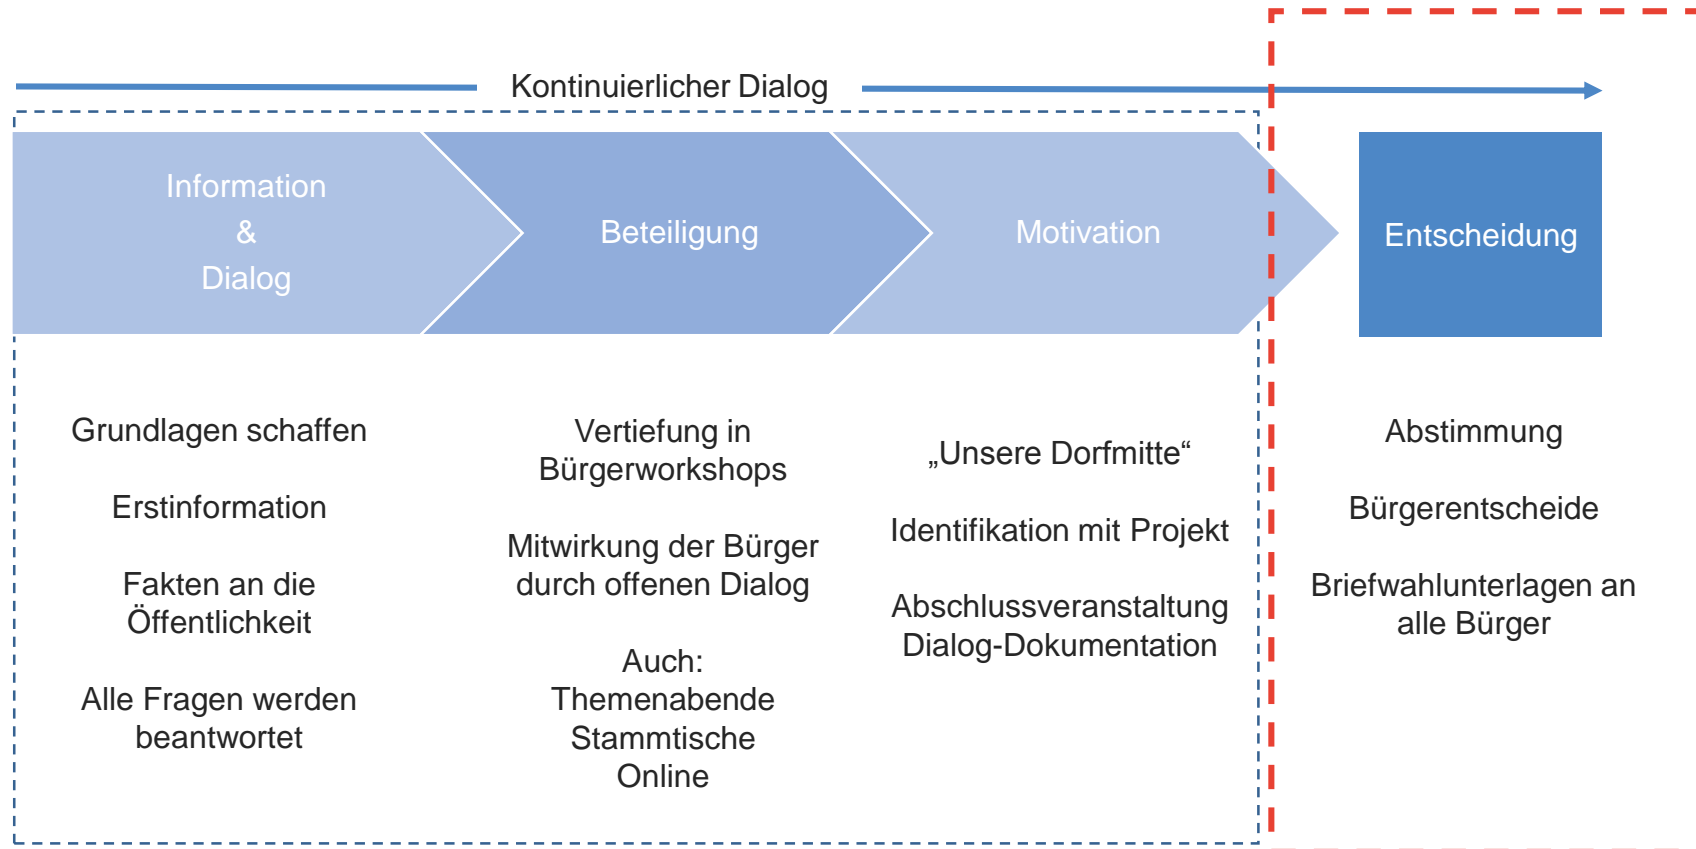 Kontinuierlicher Dialog
Information
&
Dialog
Beteiligung
Motivation
Entscheidung
Grundlagen schaffen
Erstinformation
Fakten an die
Öffentlichkeit
Alle Fragen werden
beantwortet
Vertiefung in
Bürgerworkshops
Mitwirkung der Bürger
durch offenen Dialog
Auch:
Themenabende
Stammtische
Online
„Unsere Dorfmitte“
Identifikation mit Projekt
Abschlussveranstaltung
Dialog-Dokumentation
Abstimmung
Bürgerentscheide
Briefwahlunterlagen an
alle Bürger